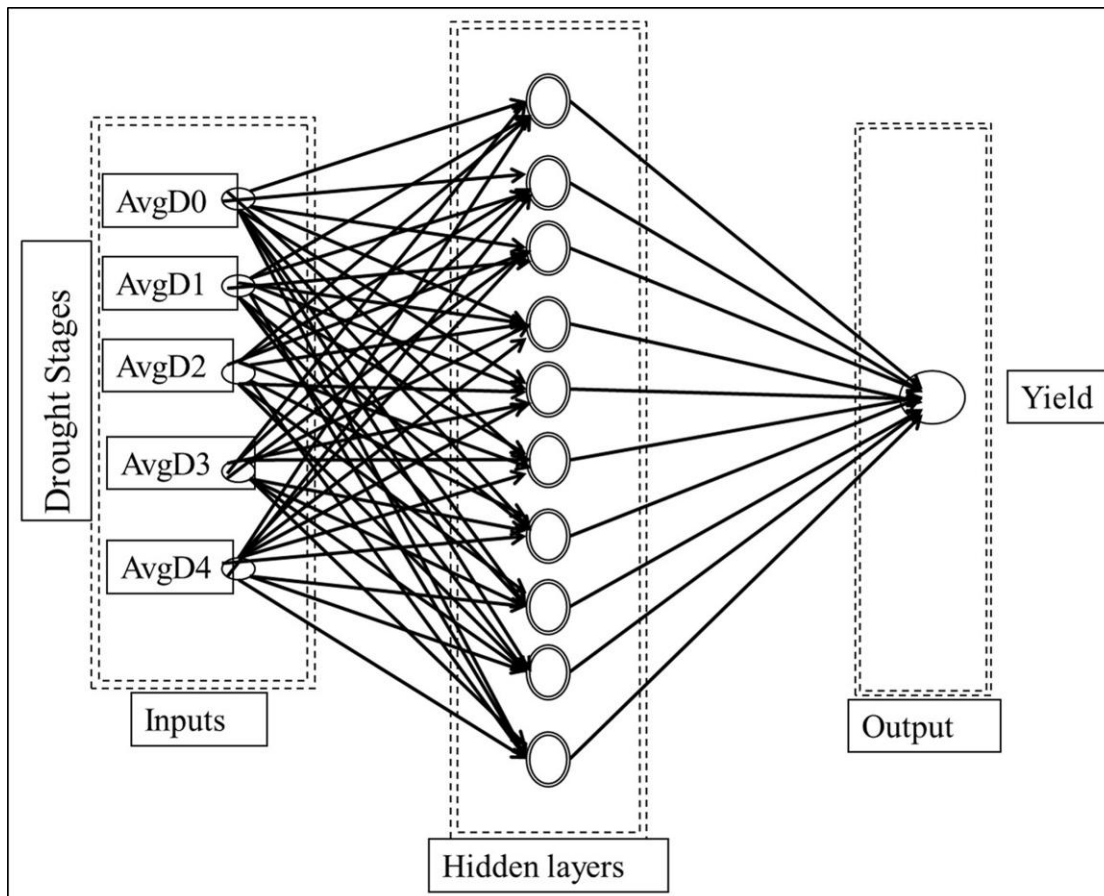 Drought Stages
AvgD0
AvgD1
AvgD2
AvgD3
AvgD4
Inputs
Hidden layers
Output
Yield